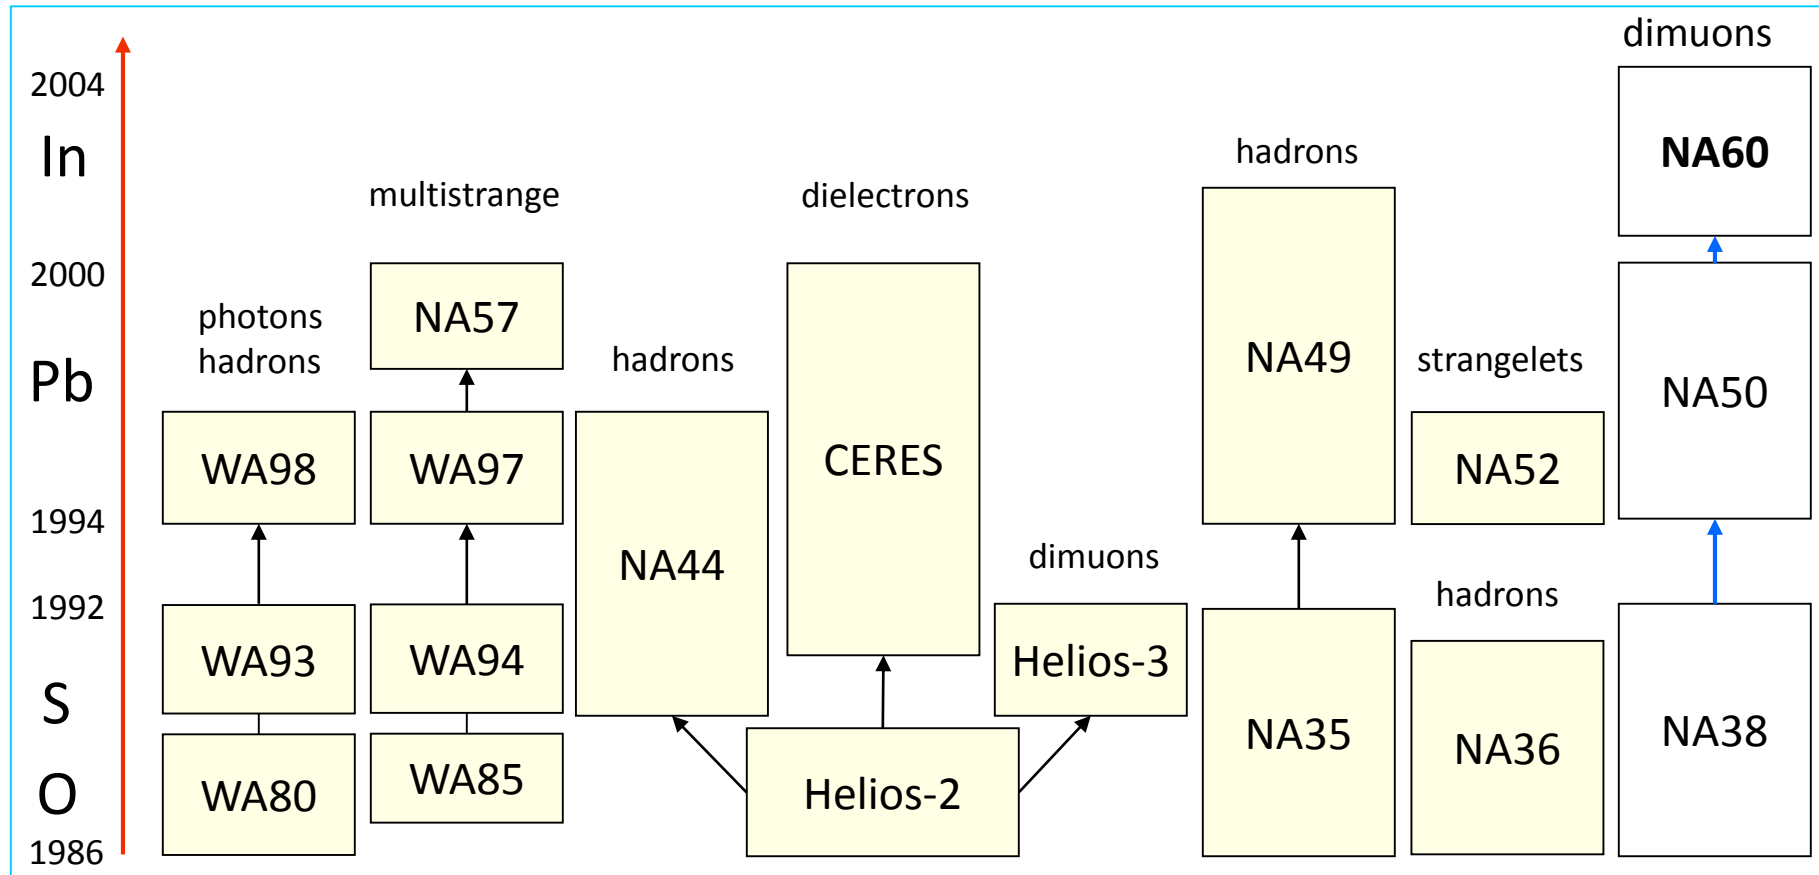 dimuons
2004
In
NA60
hadrons
multistrange
dielectrons
2000
photons
hadrons
NA57
hadrons
NA49
strangelets
Pb
NA50
WA98
WA97
CERES
NA52
1994
NA44
dimuons
1992
hadrons
WA93
WA94
Helios-3
S
NA35
NA36
NA38
O
WA80
WA85
Helios-2
1986